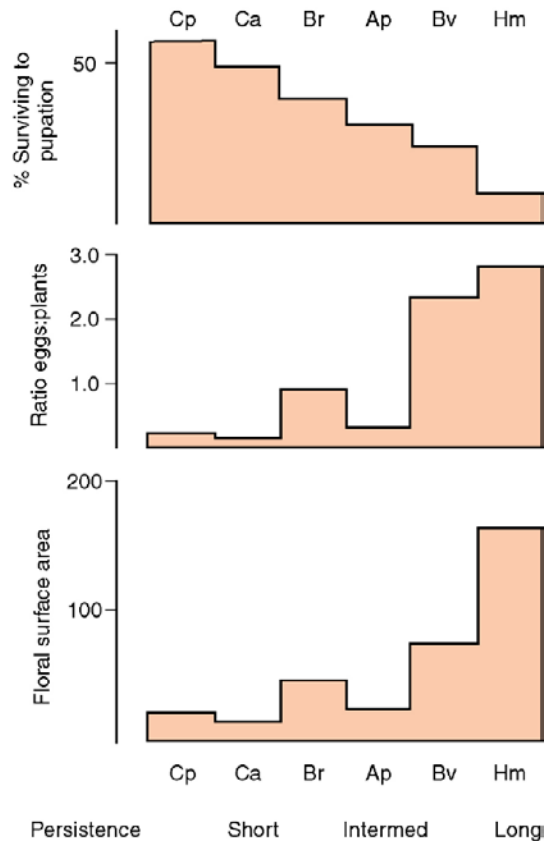 Cp Ca Br Ap Bv Hm
50
% Surviving to
pupation
3.0
2.0
1.0
Ratio eggs:plants
200
100
Floral surface area
Cp Ca Br Ap Bv Hm
Persistence Short Intermed Long